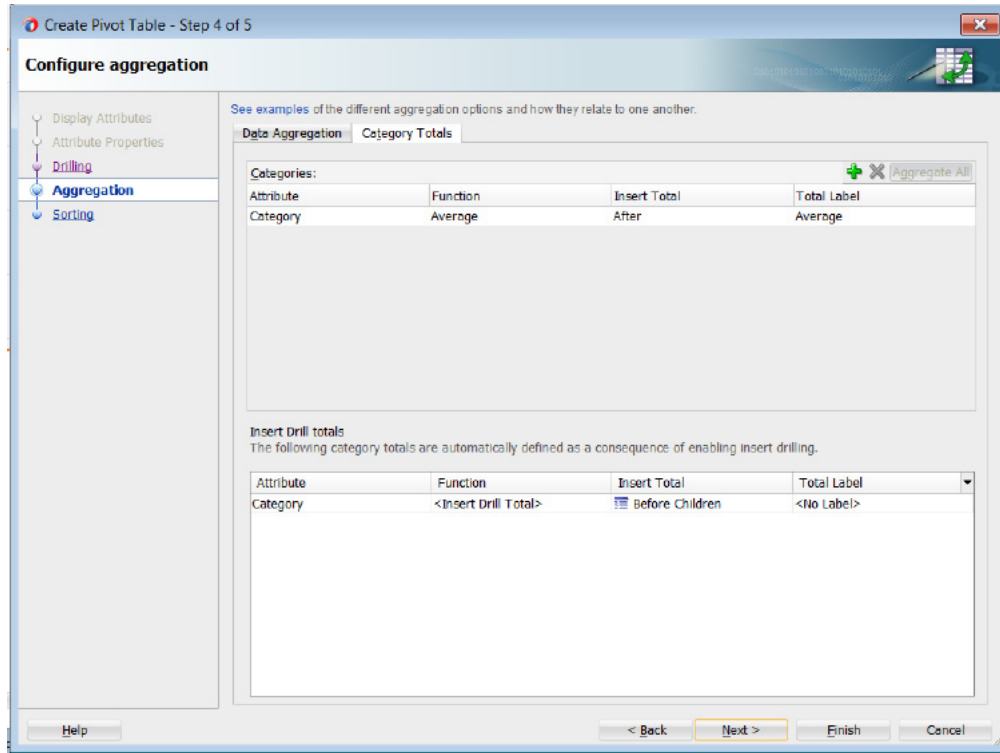 Create Pivot Table - Step 4 of 5
Configure aggregation
Display Attributes
Attribute Properties
Drilling
Aggregation
Sorting
See examples of the different aggregation options and how they relate to one another.
Data Aggregation Category Totals
Categories: Aggregate All
Attribute Function Insert Total Total Label
Category Average After Average
Insert Drill totals
The following category totals are automatically defined as a consequence of enabling insert drilling.
Attribute Function Insert Total Total Label
Category <Insert Drill Total> Before Children <No Label>
Help < Back Next > Finish Cancel